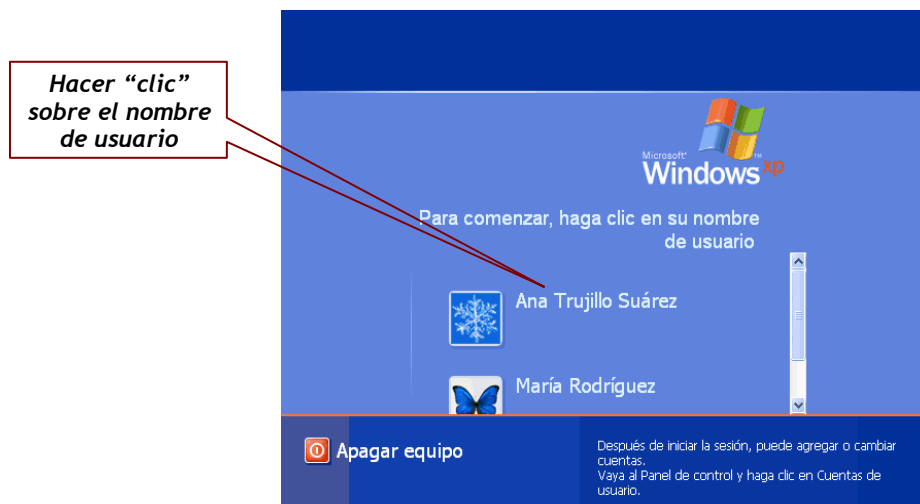 Hacer “clic”
sobre el nombre
de usuario
Microsoft®
Windows xp™
Para comenzar, haga clic en su nombre
de usuario
Ana Trujillo Suárez
María Rodríguez
Apagar equipo
Después de iniciar la sesión, puede agregar o cambiar
cuentas.
Vaya al Panel de control y haga clic en Cuentas de
usuario.